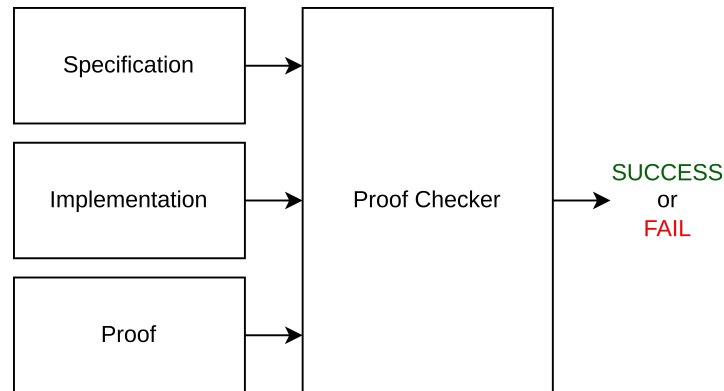 Specification
Implementation
Proof
Proof Checker
SUCCESS
or
FAIL